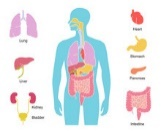 Lung
Heart
Stomach
Liver
Pancreas
Kidney
Bladder
Intestine